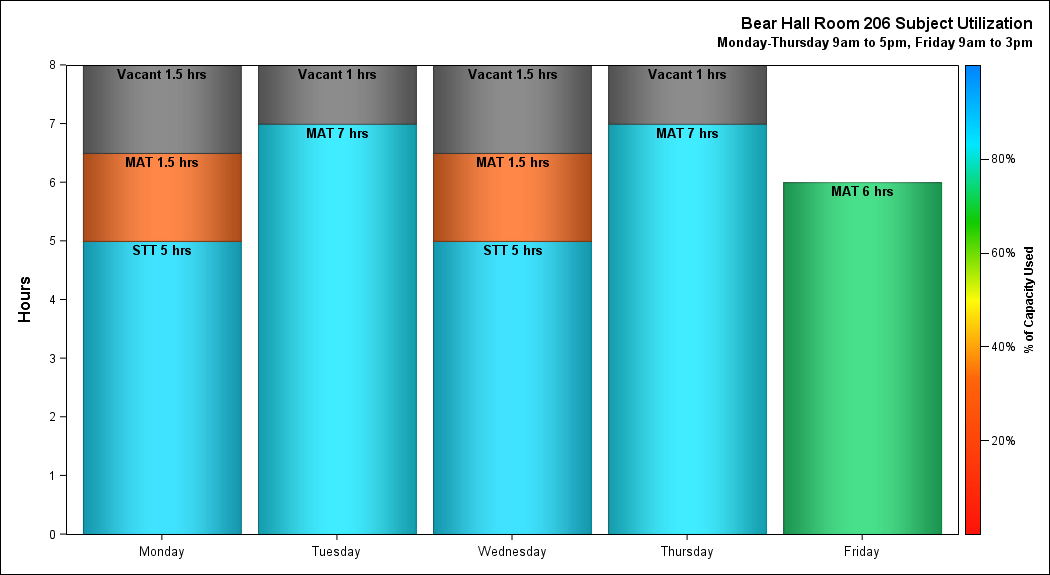 Bear Hall Room 206 Subject Utilization
Monday-Thursday 9am to 5pm, Friday 9am to 3pm
Hours
8
7
6
5
4
3
2
1
0
Vacant 1.5 hrs
MAT 1.5 hrs
STT 5 hrs
Vacant 1 hrs
MAT 7 hrs
Vacant 1.5 hrs
MAT 1.5 hrs
STT 5 hrs
Vacant 1 hrs
MAT 7 hrs
MAT 6 hrs
Monday
Tuesday
Wednesday
Thursday
Friday
80%
60%
40%
20%
% of Capacity Used